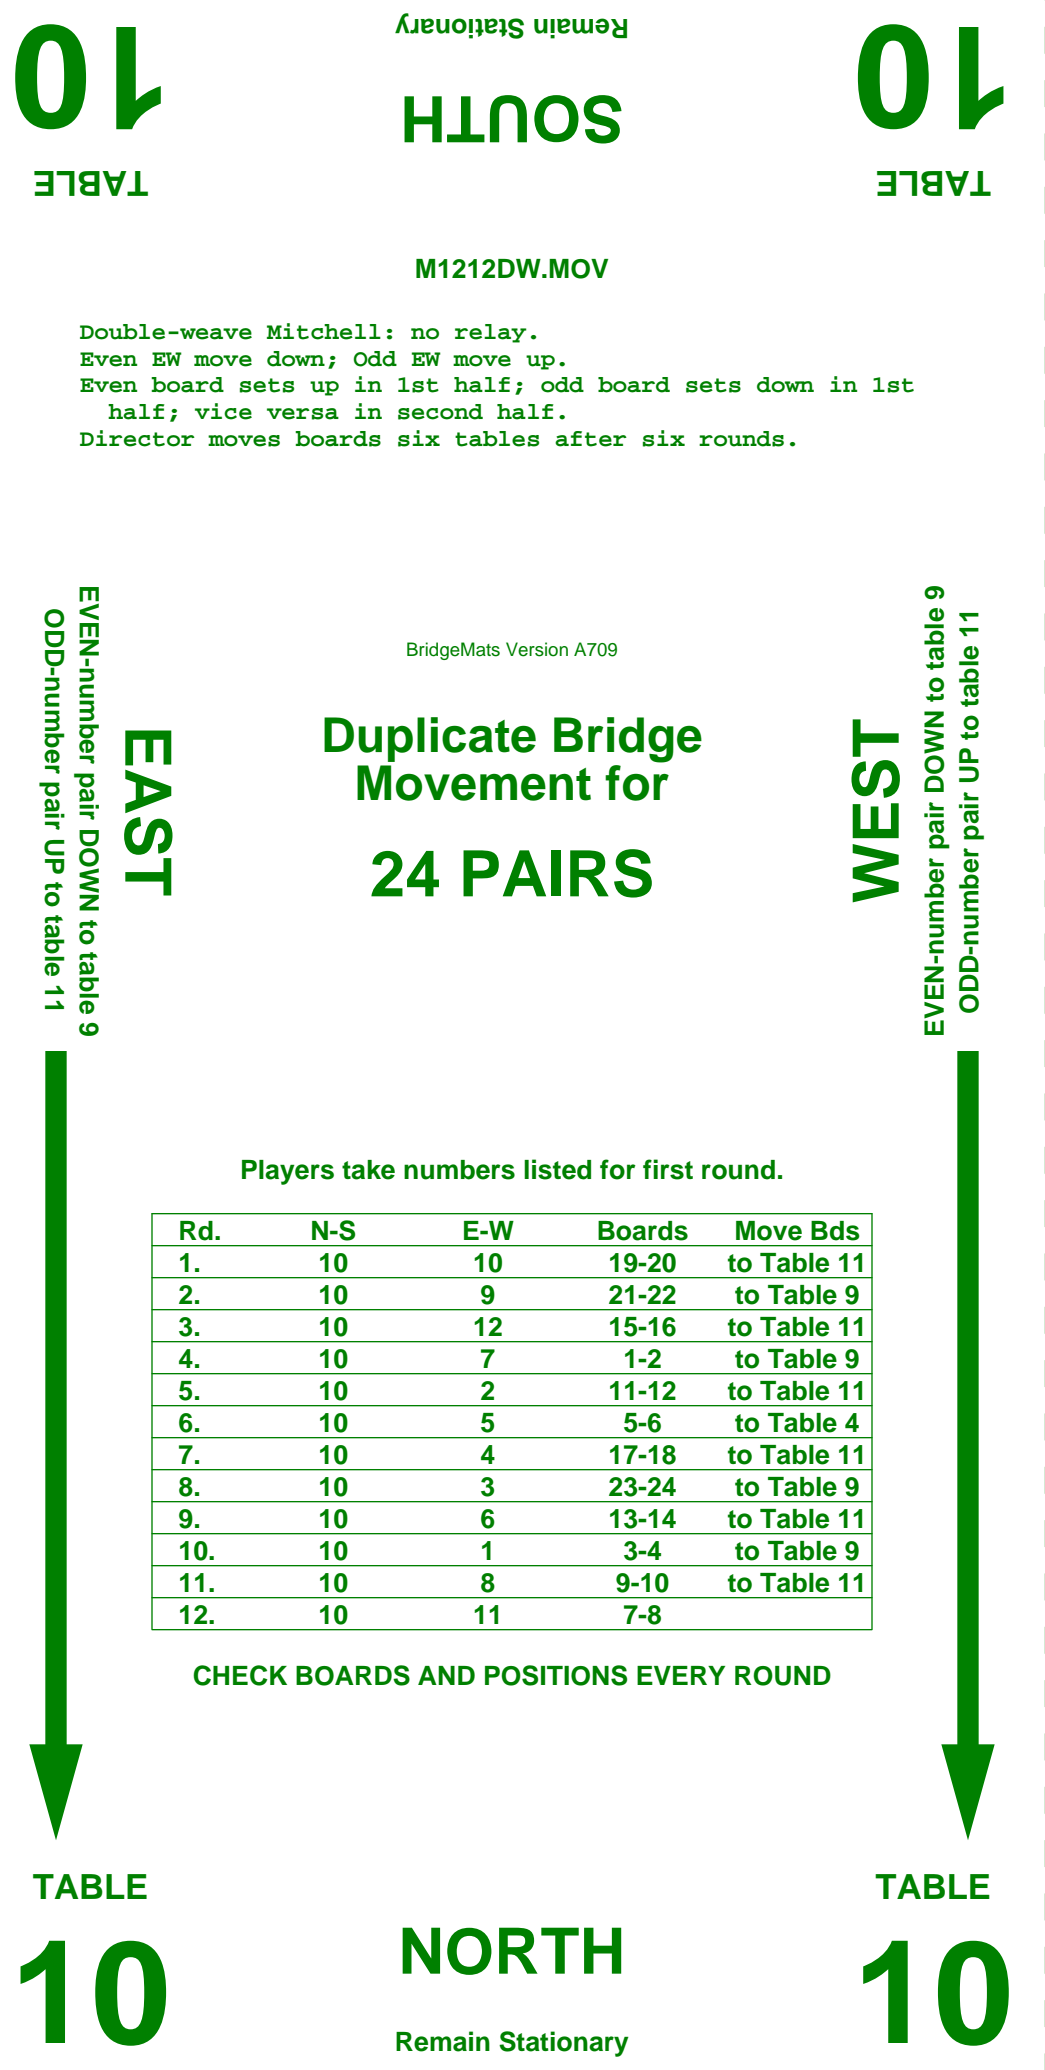 Remain Stationary
SOUTH
10
TABLE
10
TABLE
M1212DW.MOV
Double-weave Mitchell: no relay.
Even EW move down; Odd EW move up.
Even board sets up in 1st half; odd board sets down in 1st
half; vice versa in second half.
Director moves boards six tables after six rounds.
EAST
EVEN-number pair DOWN to table 9
ODD-number pair UP to table 11
BridgeMats Version A709
Duplicate Bridge
Movement for
24 PAIRS
WEST
EVEN-number pair DOWN to table 9
ODD-number pair UP to table 11
Players take numbers listed for first round.
Rd. N-S E-W Boards Move Bds
1. 10 10 19-20 to Table 11
2. 10 9 21-22 to Table 9
3. 10 12 15-16 to Table 11
4. 10 7 1-2 to Table 9
5. 10 2 11-12 to Table 11
6. 10 5 5-6 to Table 4
7. 10 4 17-18 to Table 11
8. 10 3 23-24 to Table 9
9. 10 6 13-14 to Table 11
10. 10 1 3-4 to Table 9
11. 10 8 9-10 to Table 11
12. 10 11 7-8
CHECK BOARDS AND POSITIONS EVERY ROUND
TABLE
10
TABLE
10
NORTH
Remain Stationary